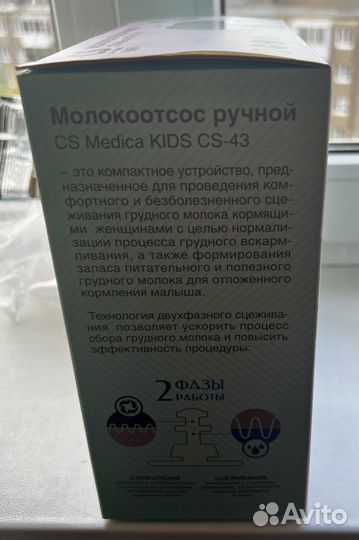 Молокоотсос ручной
CS Medica KIDS CS-43
– это компактное устройство, пред-
назначенное для проведения ком-
фортного и безболезненного сце-
живания грудного молока кормящи-
ми женщинами с целью нормали-
зации процесса грудного вскарм-
ливания, а также формирования
запаса питательного и полезного
грудного молока для отложенного
кормления малыша.
Технология двухфазного сцежива-
ния позволяет ускорить процесс
сбора грудного молока и повысить
эффективность процедуры:
2 ФАЗЫ
РАБОТЫ
СТИМУЛЯЦИЯ
СЦЕЖИВАНИЕ
Avito